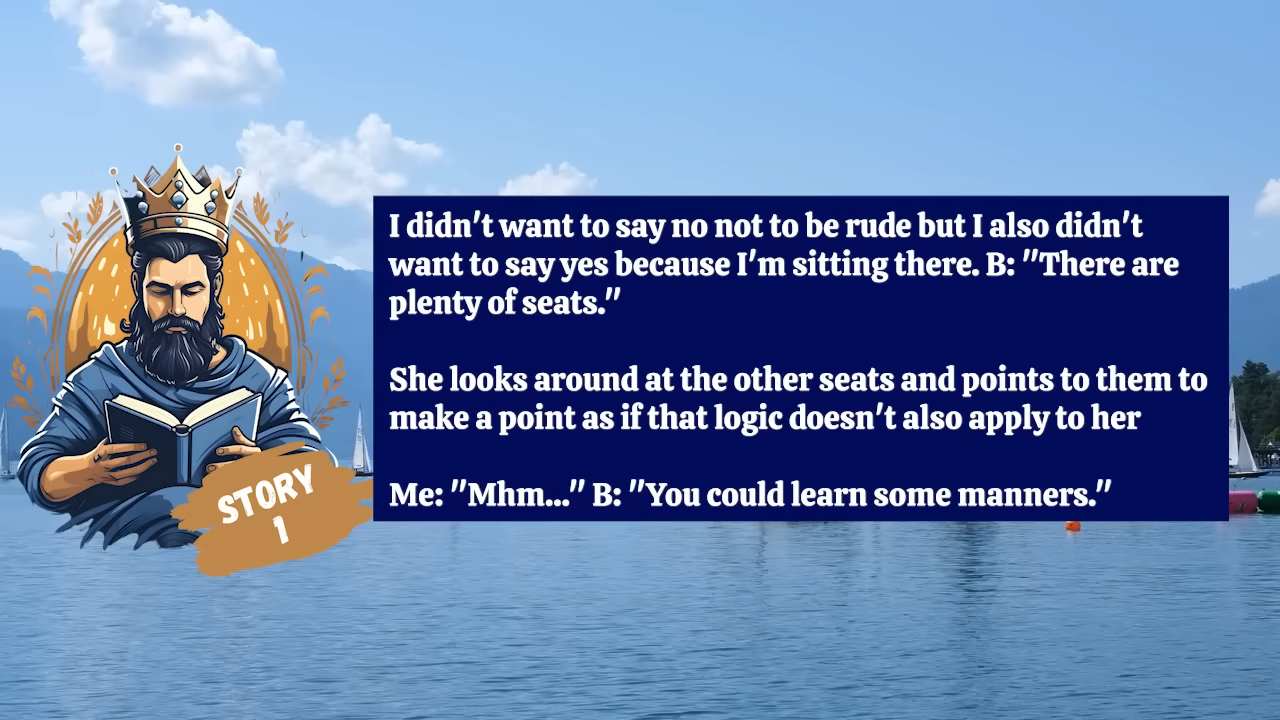 I didn't want to say no not to be rude but I also didn't
want to say yes because I'm sitting there. B: "There are
plenty of seats."
She looks around at the other seats and points to them to
make a point as if that logic doesn't also apply to her
Me: "Mhm..." B: "You could learn some manners."
STORY
1